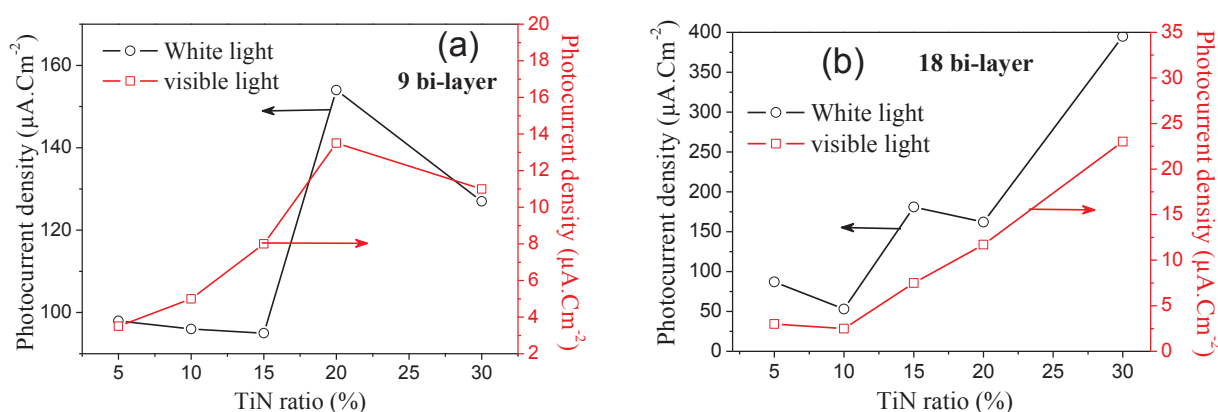 (a)
White light
visible light
9 bi-layer
Photocurrent density (μA.Cm⁻²)
160
140
120
100
20
18
16
14
12
10
8
6
4
2
Photocurrent density (μA.Cm⁻²)
5 10 15 20 25 30
TiN ratio (%)
(b)
18 bi-layer
White light
visible light
Photocurrent density (μA.Cm⁻²)
400
350
300
250
200
150
100
50
0
35
30
25
20
15
10
5
0
Photocurrent density (μA.Cm⁻²)
5 10 15 20 25 30
TiN ratio (%)